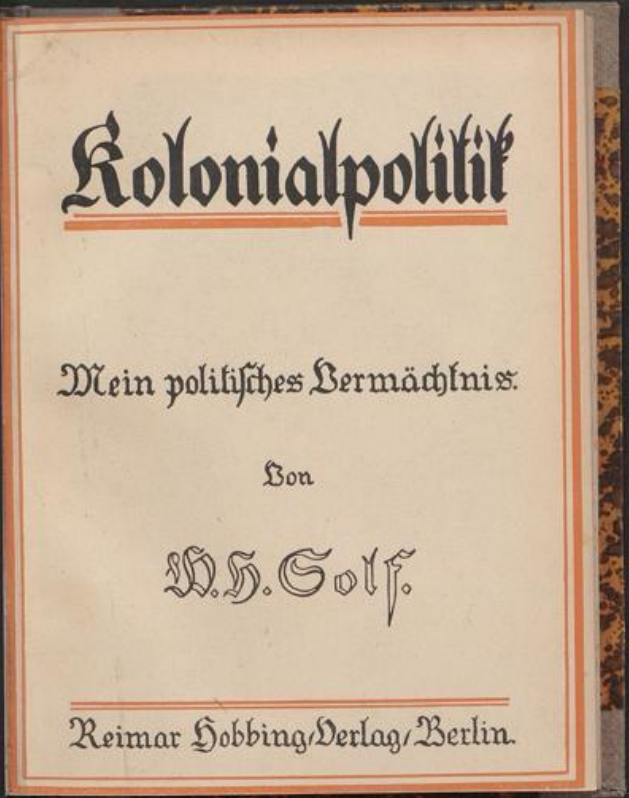 Kolonialpolitik
Mein politisches Vermächtnis.
Von
W.H.Solf.
Reimar Hobbing/Verlag/Berlin.